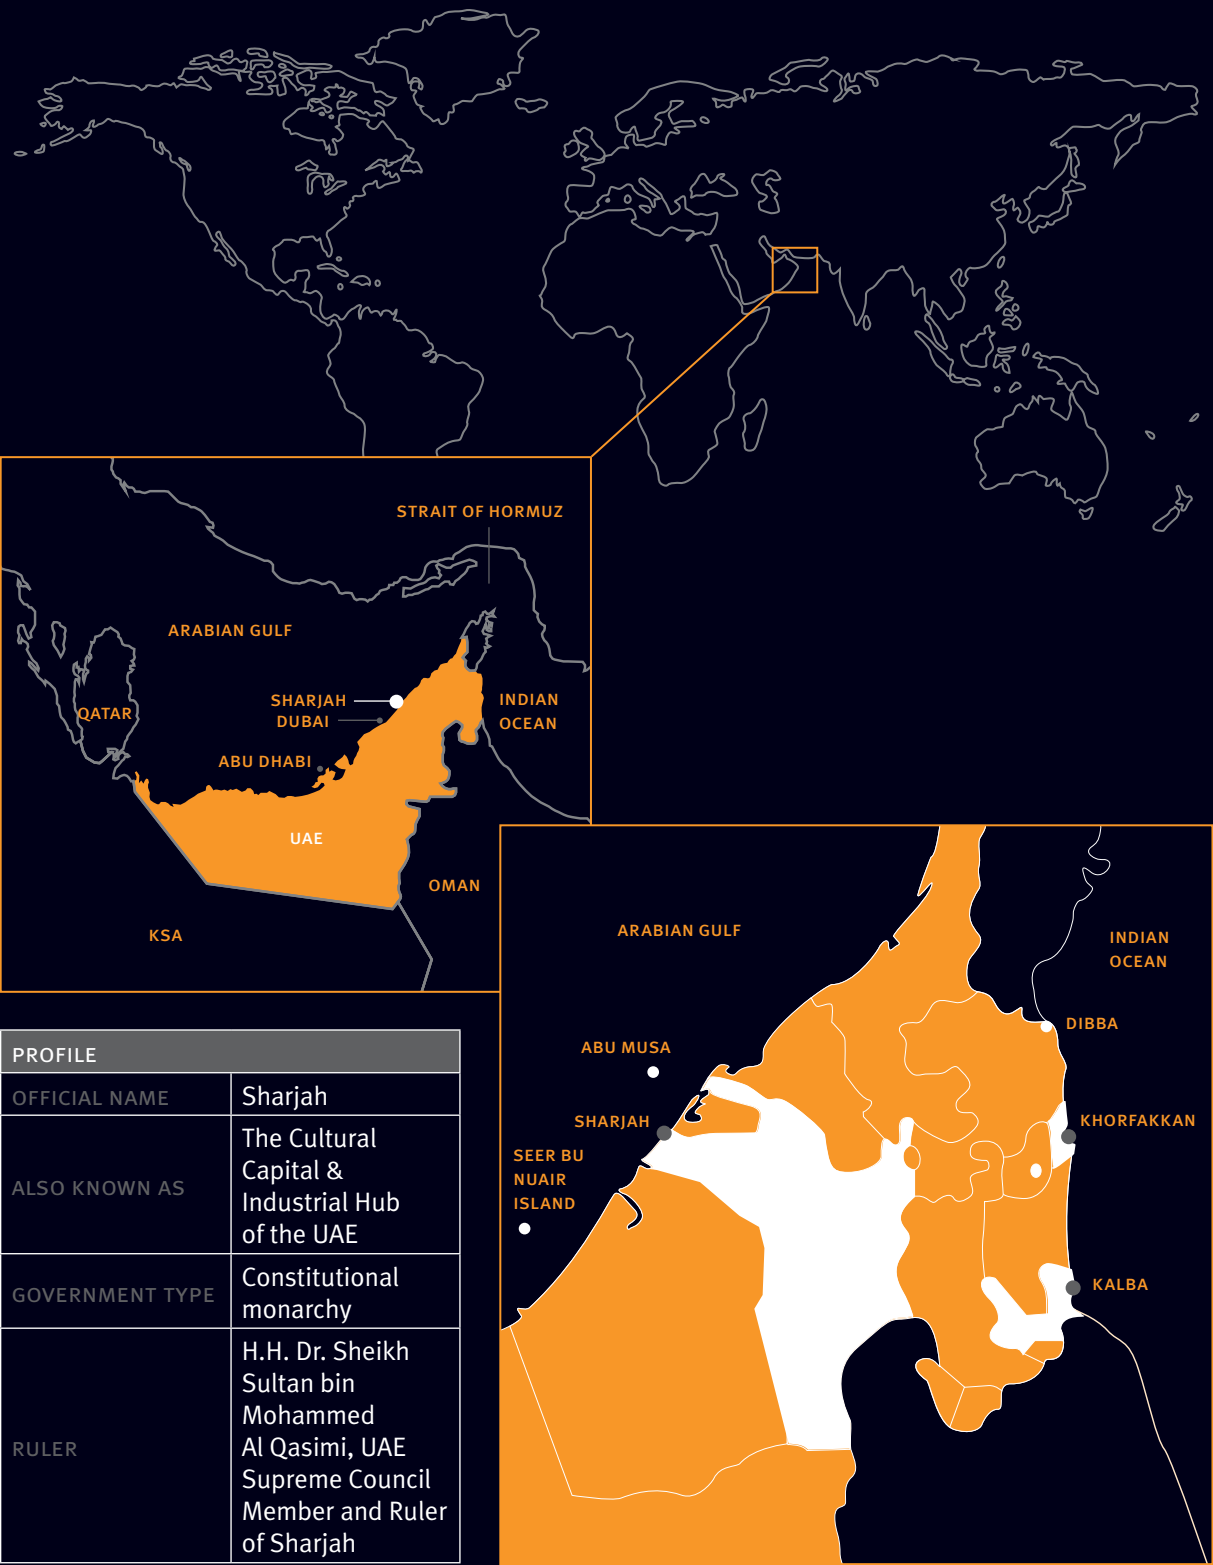 STRAIT OF HORMUZ
ARABIAN GULF
SHARJAH
DUBAI
INDIAN
OCEAN
QATAR
ABU DHABI
UAE
OMAN
KSA
ARABIAN GULF
INDIAN
OCEAN
DIBBA
ABU MUSA
SHARJAH
KHORFAKKAN
SEER BU
NUAIR
ISLAND
KALBA
PROFILE
OFFICIAL NAME
Sharjah
ALSO KNOWN AS
The Cultural
Capital &
Industrial Hub
of the UAE
GOVERNMENT TYPE
Constitutional
monarchy
RULER
H.H. Dr. Sheikh
Sultan bin
Mohammed
Al Qasimi, UAE
Supreme Council
Member and Ruler
of Sharjah